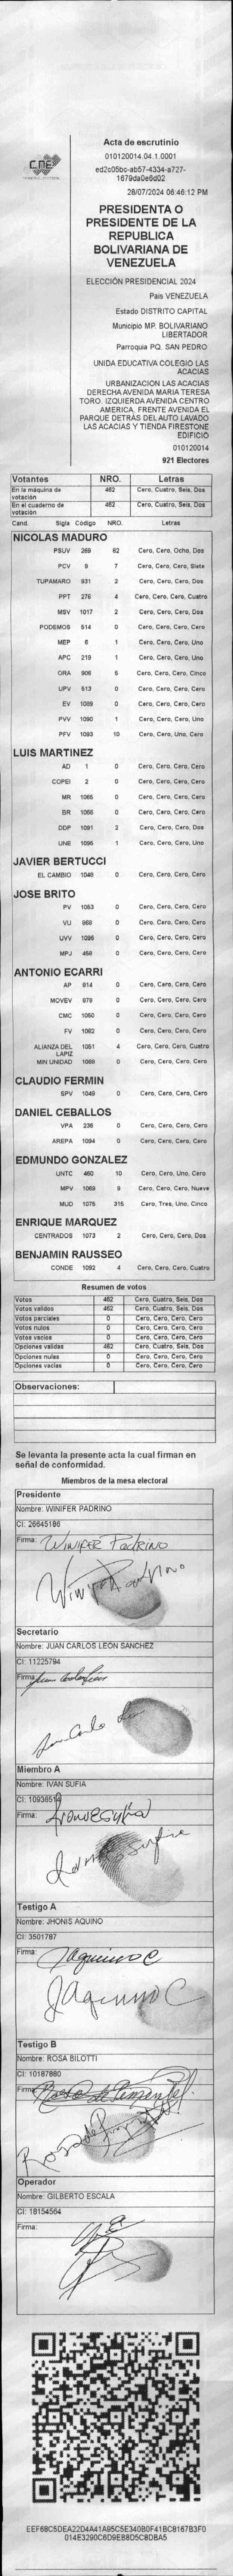 CNE
Acta de escrutinio
010120014.04.1.0001
ed2c05bc-ab57-4334-a727-
1679da0e6d02
28/07/2024 06:46:12 PM
PRESIDENTA O
PRESIDENTE DE LA
REPUBLICA
BOLIVARIANA DE
VENEZUELA
ELECCIÓN PRESIDENCIAL 2024
Pais VENEZUELA
Estado DISTRITO CAPITAL
Municipio MP. BOLIVARIANO
LIBERTADOR
Parroquia PQ. SAN PEDRO
UNIDA EDUCATIVA COLEGIO LAS
ACACIAS
URBANIZACION LAS ACACIAS
DERECHA AVENIDA MARIA TERESA
TORO. IZQUIERDA AVENIDA CENTRO
AMERICA. FRENTE AVENIDA EL
PARQUE DETRÁS DEL AUTO LAVADO
LAS ACACIAS Y TIENDA FIRESTONE
EDIFICIO
010120014
921 Electores
Votantes NRO. Letras
En la máquina de votación 462 Cero, Cuatro, Seis, Dos
En el cuaderno de votación 462 Cero, Cuatro, Seis, Dos
Cand. Sigla Código NRO. Letras
NICOLAS MADURO
PSUV 269 82 Cero, Cero, Ocho, Dos
PCV 9 7 Cero, Cero, Cero, Siete
TUPAMARO 931 2 Cero, Cero, Cero, Dos
PPT 276 4 Cero, Cero, Cero, Cuatro
MSV 1017 2 Cero, Cero, Cero, Dos
PODEMOS 514 0 Cero, Cero, Cero, Cero
MEP 6 1 Cero, Cero, Cero, Uno
APC 219 1 Cero, Cero, Cero, Uno
ORA 906 5 Cero, Cero, Cero, Cinco
UPV 513 0 Cero, Cero, Cero, Cero
EV 1089 0 Cero, Cero, Cero, Cero
PVV 1090 1 Cero, Cero, Cero, Uno
PFV 1093 10 Cero, Cero, Uno, Cero
LUIS MARTINEZ
AD 1 0 Cero, Cero, Cero, Cero
COPEI 2 0 Cero, Cero, Cero, Cero
MR 1065 0 Cero, Cero, Cero, Cero
BR 1066 0 Cero, Cero, Cero, Cero
DDP 1091 2 Cero, Cero, Cero, Dos
UNE 1095 1 Cero, Cero, Cero, Uno
JAVIER BERTUCCI
EL CAMBIO 1048 0 Cero, Cero, Cero, Cero
JOSE BRITO
PV 1053 0 Cero, Cero, Cero, Cero
VU 868 0 Cero, Cero, Cero, Cero
UVV 1096 0 Cero, Cero, Cero, Cero
MPJ 458 0 Cero, Cero, Cero, Cero
ANTONIO ECARRI
AP 914 0 Cero, Cero, Cero, Cero
MOVEV 978 0 Cero, Cero, Cero, Cero
CMC 1050 0 Cero, Cero, Cero, Cero
FV 1082 0 Cero, Cero, Cero, Cero
ALIANZA DEL LAPIZ 1051 4 Cero, Cero, Cero, Cuatro
MIN UNIDAD 1088 0 Cero, Cero, Cero, Cero
CLAUDIO FERMIN
SPV 1049 0 Cero, Cero, Cero, Cero
DANIEL CEBALLOS
VPA 236 0 Cero, Cero, Cero, Cero
AREPA 1094 0 Cero, Cero, Cero, Cero
EDMUNDO GONZALEZ
UNTC 460 10 Cero, Cero, Uno, Cero
MPV 1069 9 Cero, Cero, Cero, Nueve
MUD 1075 315 Cero, Tres, Uno, Cinco
ENRIQUE MARQUEZ
CENTRADOS 1073 2 Cero, Cero, Cero, Dos
BENJAMIN RAUSSEO
CONDE 1092 4 Cero, Cero, Cero, Cuatro
Resumen de votos
Votos 462 Cero, Cuatro, Seis, Dos
Votos validos 462 Cero, Cuatro, Seis, Dos
Votos parciales 0 Cero, Cero, Cero, Cero
Votos nulos 0 Cero, Cero, Cero, Cero
Votos vacios 0 Cero, Cero, Cero, Cero
Opciones validas 462 Cero, Cuatro, Seis, Dos
Opciones nulas 0 Cero, Cero, Cero, Cero
Opciones vacias 0 Cero, Cero, Cero, Cero
Observaciones:
Se levanta la presente acta la cual firman en
señal de conformidad.
Miembros de la mesa electoral
Presidente
Nombre: WINIFER PADRINO
CI: 26645186
Firma: WINIFER PADRINO
Winifer Padrino
Secretario
Nombre: JUAN CARLOS LEON SANCHEZ
CI: 11225794
Firma:
Miembro A
Nombre: IVAN SUFIA
Firma:
Testigo A
Nombre: JHONIS AQUINO
CI: 3501787
Firma: JAquino C
JAquino C
Testigo B
Nombre: ROSA BILOTTI
CI: 10187880
Firma: Rosa de Pimentel
Operador
Nombre: GILBERTO ESCALA
CI: 18154564
Firma:
EEF68C5DEA22D4A41A95C5E340B0F41BC8167B3F0
014E3290C6D9EB8D5C8DBA5